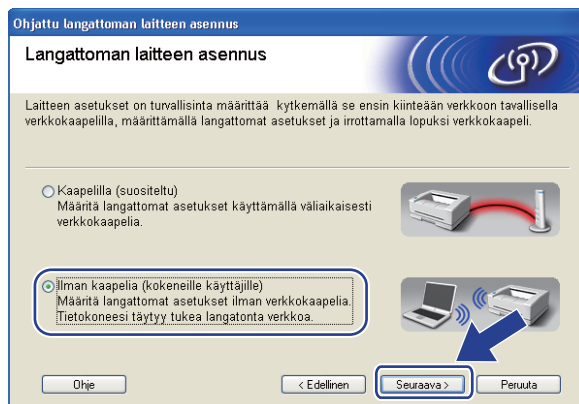 Ohjattu langattoman laitteen asennus
Langattoman laitteen asennus
Laitteen asetukset on turvallisinta määrittää kytkemällä se ensin kiinteään verkkoon tavallisella
verkkokaapelilla, määrittämällä langattomat asetukset ja irrottamalla lopuksi verkkokaapeli.
Kaapelilla (suositeltu)
Määritä langattomat asetukset käyttämällä väliaikaisesti
verkkokaapelia.
Ilman kaapelia (kokeneille käyttäjille)
Määritä langattomat asetukset ilman verkkokaapelia.
Tietokoneesi täytyy tukea langatonta verkkoa.
Ohje
< Edellinen
Seuraava >
Peruuta